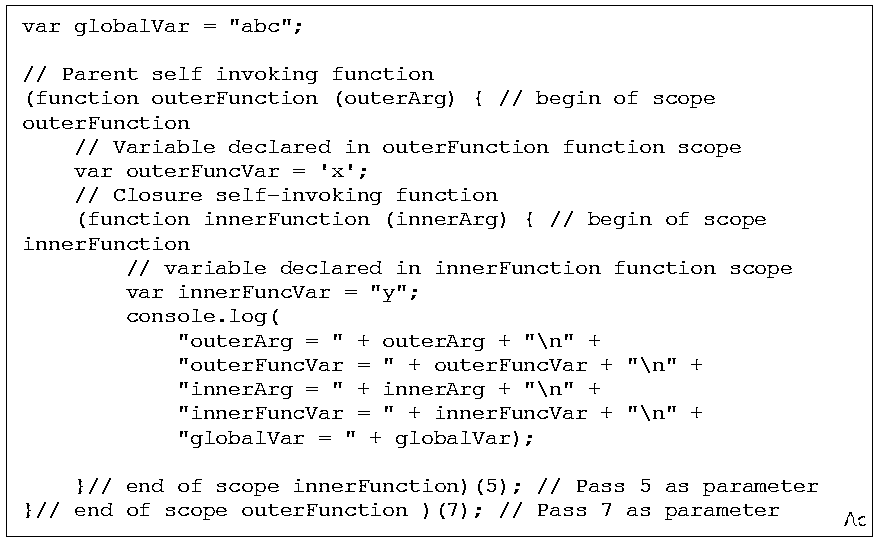 var globalVar = "abc";
// Parent self invoking function
(function outerFunction (outerArg) { // begin of scope
outerFunction
    // Variable declared in outerFunction function scope
    var outerFuncVar = 'x';
    // Closure self-invoking function
    (function innerFunction (innerArg) { // begin of scope
innerFunction
        // variable declared in innerFunction function scope
        var innerFuncVar = "y";
        console.log(
            "outerArg = " + outerArg + "\n" +
            "outerFuncVar = " + outerFuncVar + "\n" +
            "innerArg = " + innerArg + "\n" +
            "innerFuncVar = " + innerFuncVar + "\n" +
            "globalVar = " + globalVar);
    }// end of scope innerFunction)(5); // Pass 5 as parameter
}// end of scope outerFunction )(7); // Pass 7 as parameter